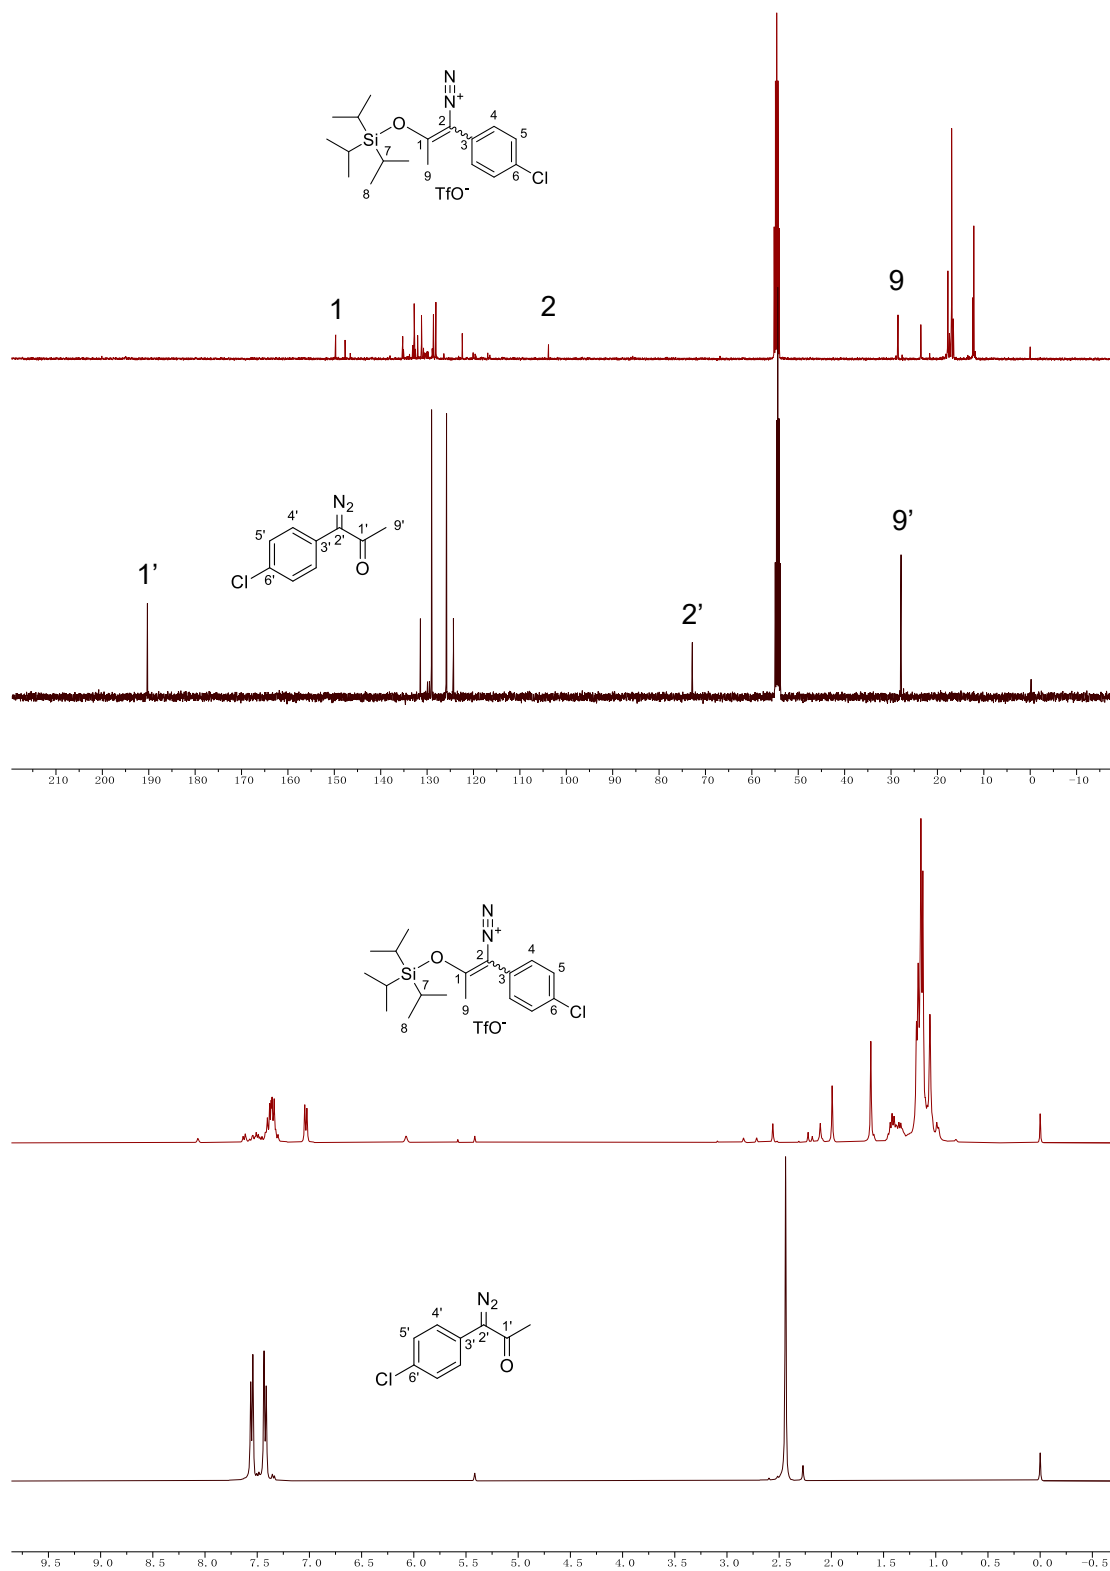 N
N+
4
2
5
O
1
3
Si
7
9
6
Cl
8
TfO-
1
2
9
N2
4'
1'
9'
5'
2'
3'
Cl
6'
O
1’
2’
9’
210 200 190 180 170 160 150 140 130 120 110 100 90 80 70 60 50 40 30 20 10 0 -10
N
N+
4
2
5
O
1
3
Si
7
9
6
Cl
8
TfO-
N2
4'
1'
5'
2'
3'
Cl
6'
O
9.5 9.0 8.5 8.0 7.5 7.0 6.5 6.0 5.5 5.0 4.5 4.0 3.5 3.0 2.5 2.0 1.5 1.0 0.5 0.0 -0.5